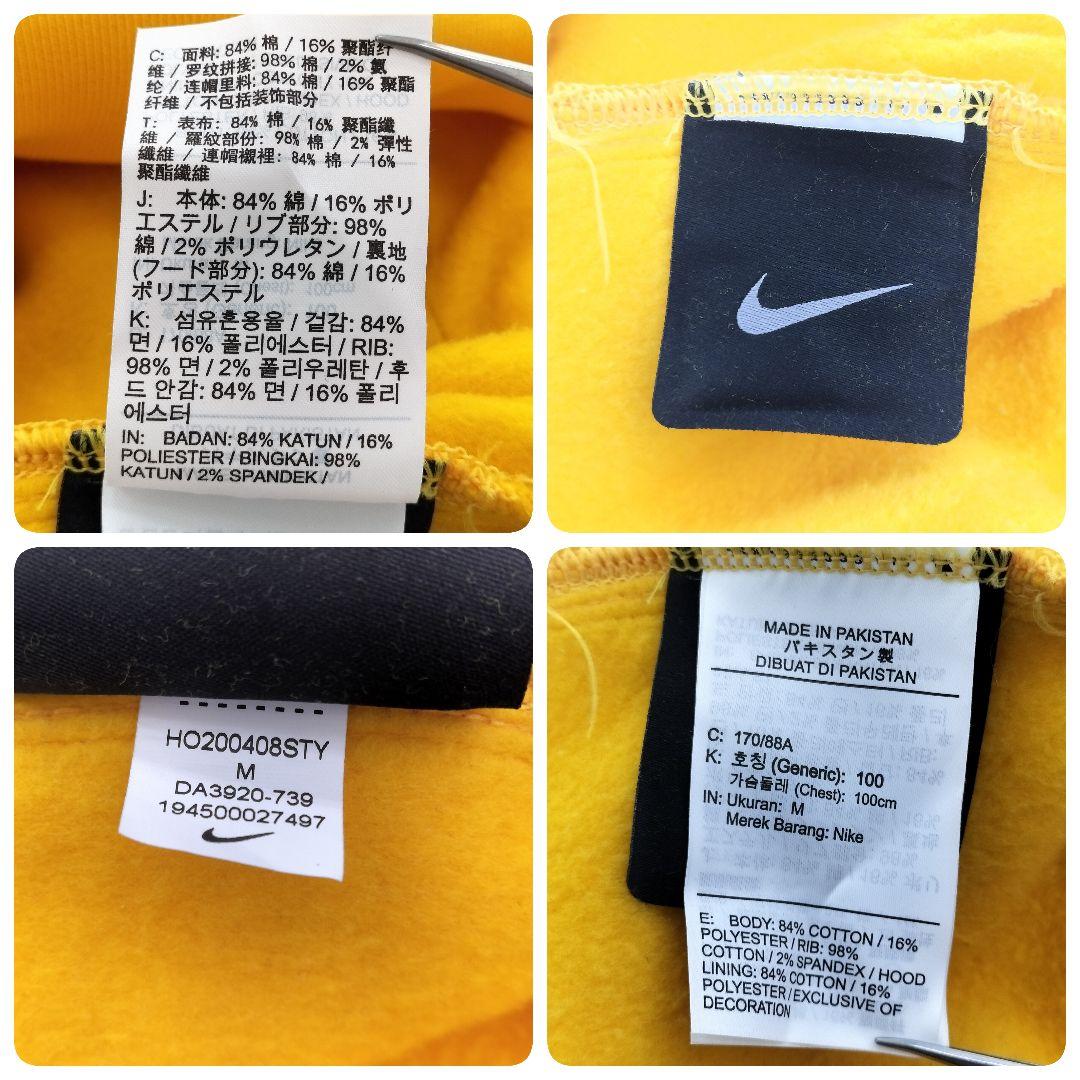 C: 面料: 84% 棉 / 16% 聚酯纤
维 / 罗纹拼接: 98% 棉 / 2% 氨
纶 / 连帽里料: 84% 棉 / 16% 聚酯
纤维 / 不包括装饰部分
T: 表布: 84% 棉 / 16% 聚酯纖
維 / 羅紋部份: 98% 棉 / 2% 彈性
纖維 / 連帽襯裡: 84% 棉 / 16%
聚酯纖維
J: 本体: 84% 綿 / 16% ポリ
エステル / リブ部分: 98%
綿 / 2% ポリウレタン / 裏地
(フード部分): 84% 綿 / 16%
ポリエステル
K: 섬유혼용율 / 겉감: 84%
면 / 16% 폴리에스터 / RIB:
98% 면 / 2% 폴리우레탄 / 후
드 안감: 84% 면 / 16% 폴리
에스터
IN: BADAN: 84% KATUN / 16%
POLIESTER / BINGKAI: 98%
KATUN / 2% SPANDEK /
HO200408STY
M
DA3920-739
194500027497
MADE IN PAKISTAN
パキスタン製
DIBUAT DI PAKISTAN
C: 170/88A
K: 호칭 (Generic): 100
가슴둘레 (Chest): 100cm
IN: Ukuran: M
Merek Barang: Nike
E: BODY: 84% COTTON / 16%
POLYESTER / RIB: 98%
COTTON / 2% SPANDEX / HOOD
LINING: 84% COTTON / 16%
POLYESTER/EXCLUSIVE OF
DECORATION